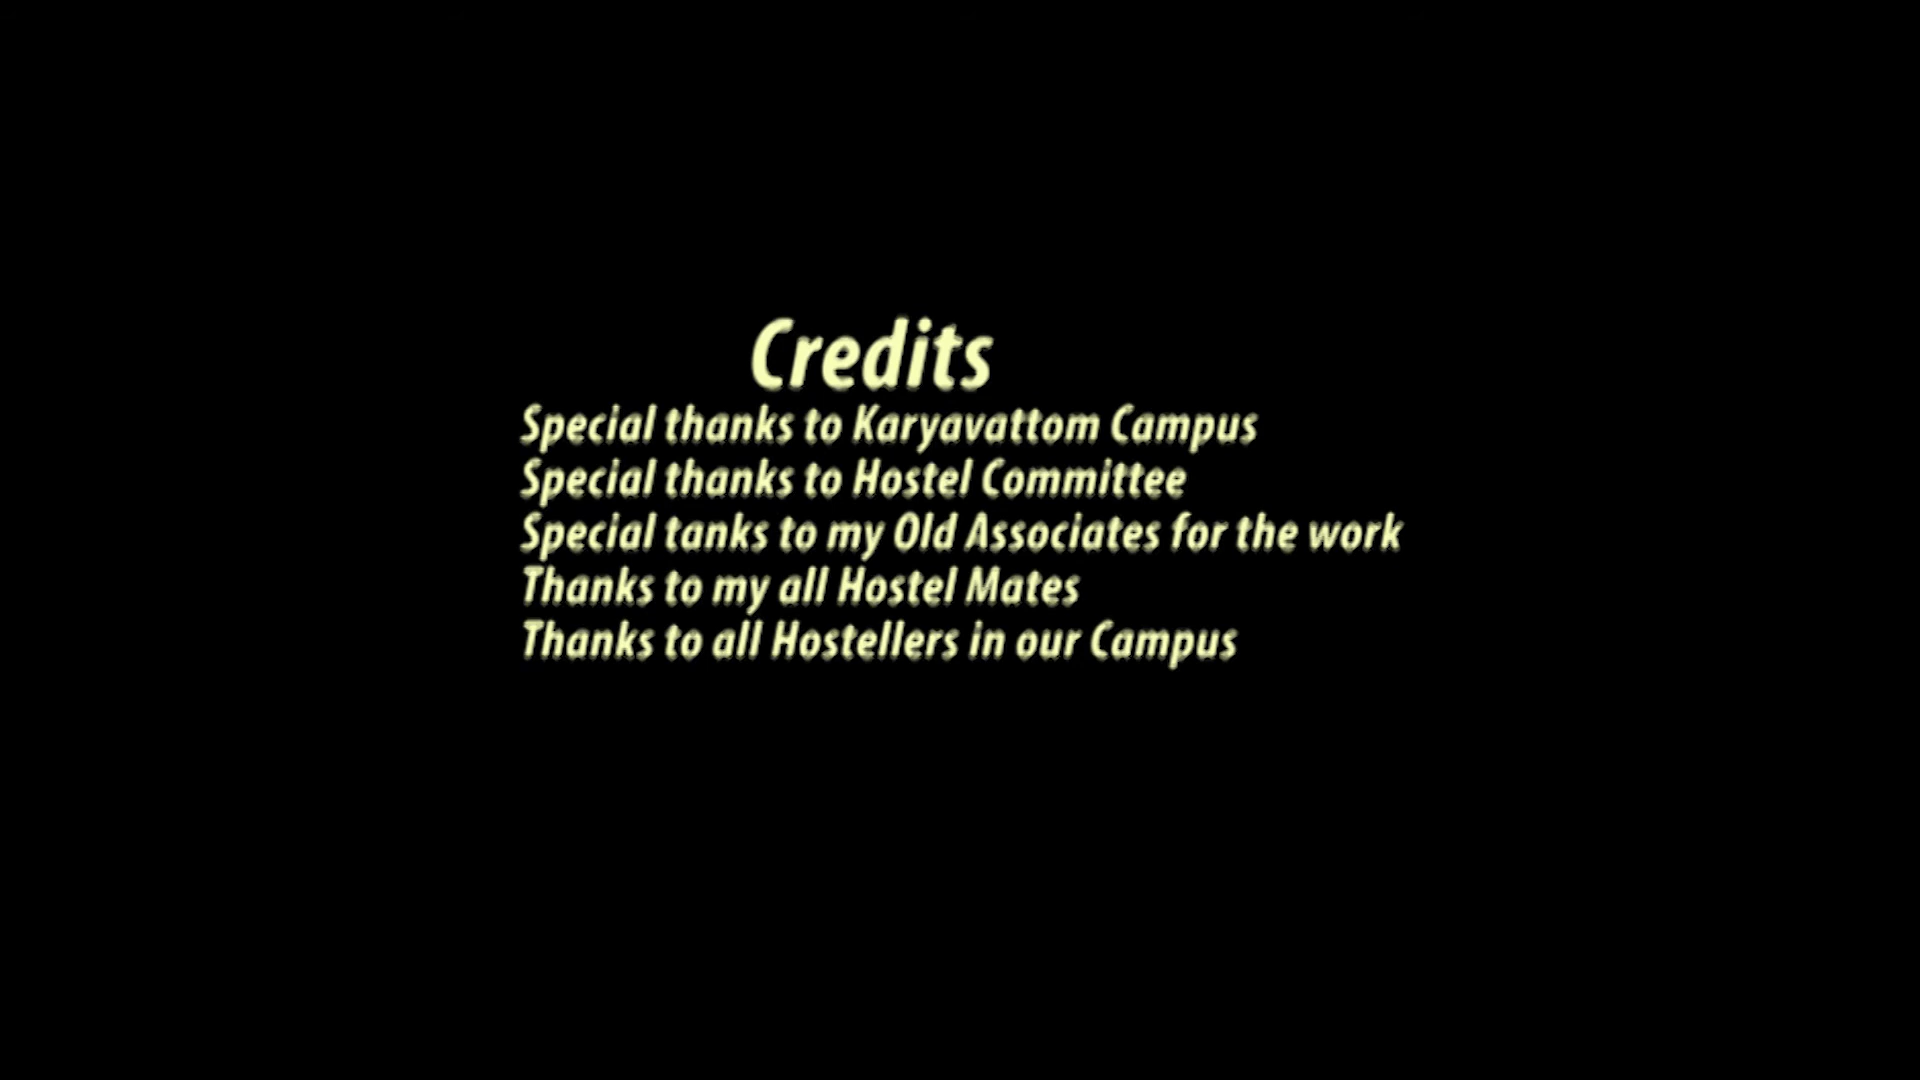 Credits
Special thanks to Karyavattom Campus
Special thanks to Hostel Committee
Special tanks to my Old Associates for the work
Thanks to my all Hostel Mates
Thanks to all Hostellers in our Campus